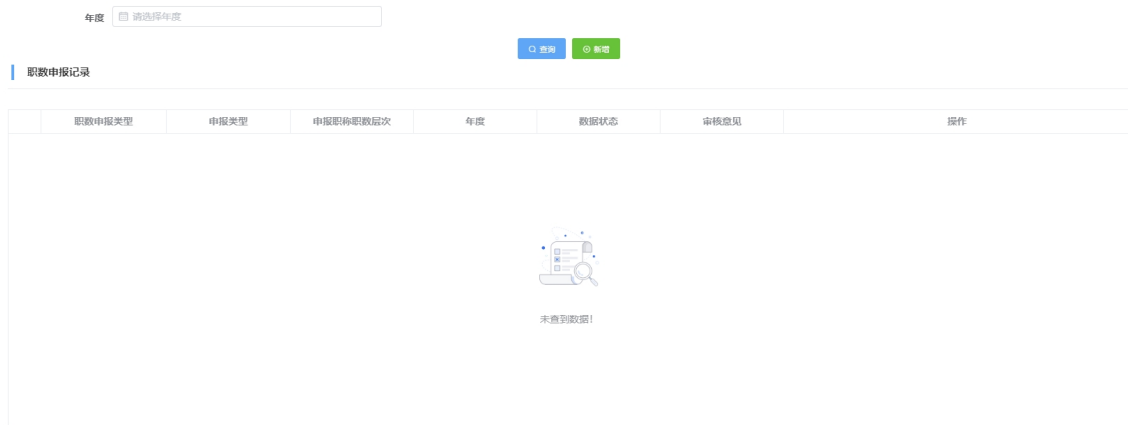 年度 请选择年度
查询 新增
职数申报记录
职数申报类型 申报类型 申报职称职数层次 年度 数据状态 审核意见 操作
未查到数据！